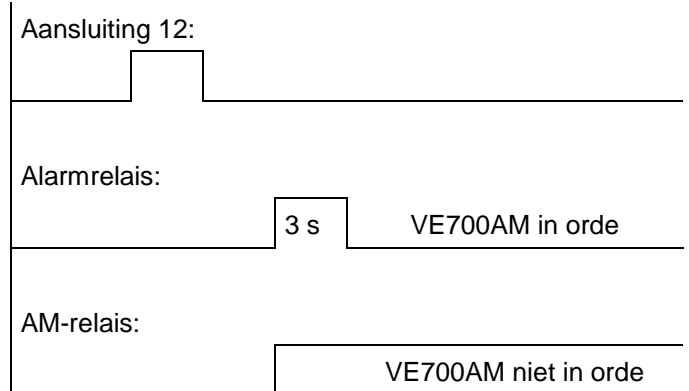 Aansluiting 12:
Alarmrelais:
3 s VE700AM in orde
AM-relais:
VE700AM niet in orde